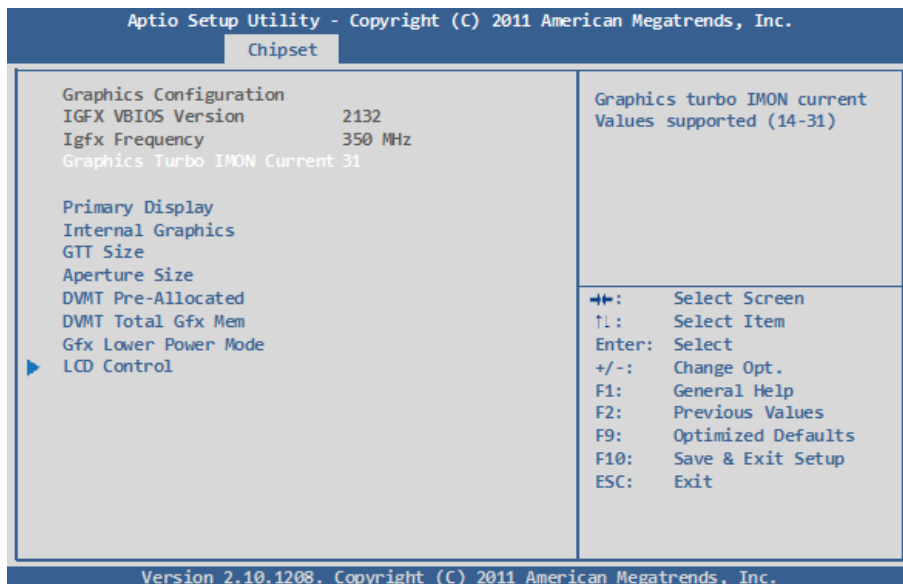 Aptio Setup Utility - Copyright (C) 2011 American Megatrends, Inc.
Chipset
Graphics Configuration
IGFX VBIOS Version 2132
Igfx Frequency 350 MHz
Graphics Turbo IMON Current 31
Primary Display
Internal Graphics
GTT Size
Aperture Size
DVMT Pre-Allocated
DVMT Total Gfx Mem
Gfx Lower Power Mode
LCD Control
Graphics turbo IMON current
Values supported (14-31)
→←: Select Screen
↑↓: Select Item
Enter: Select
+/-: Change Opt.
F1: General Help
F2: Previous Values
F9: Optimized Defaults
F10: Save & Exit Setup
ESC: Exit
Version 2.10.1208. Copyright (C) 2011 American Megatrends, Inc.